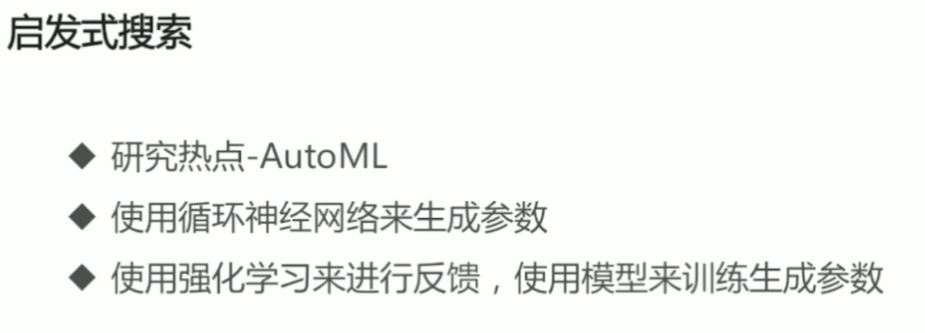 启发式搜索
◆ 研究热点-AutoML
◆ 使用循环神经网络来生成参数
◆ 使用强化学习来进行反馈，使用模型来训练生成参数